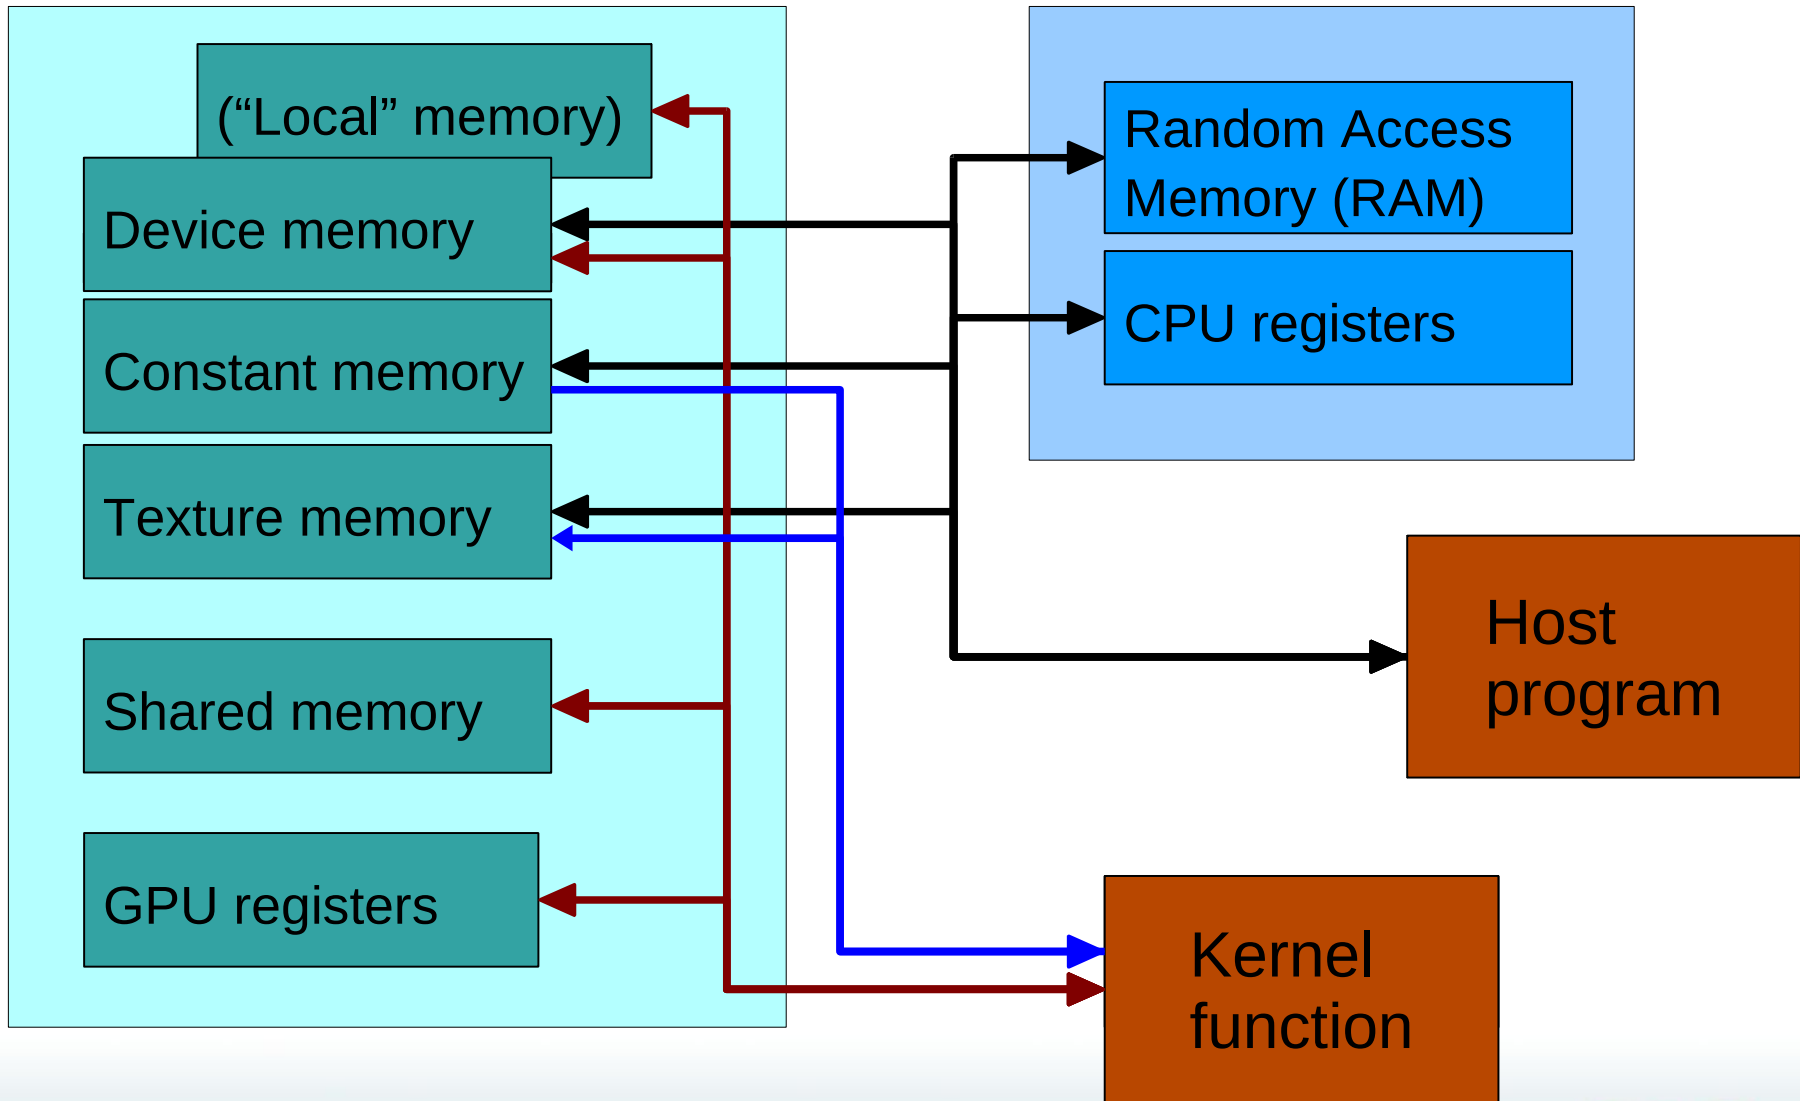 (“Local” memory)
Device memory
Constant memory
Texture memory
Shared memory
GPU registers
Random Access
Memory (RAM)
CPU registers
Host
program
Kernel
function